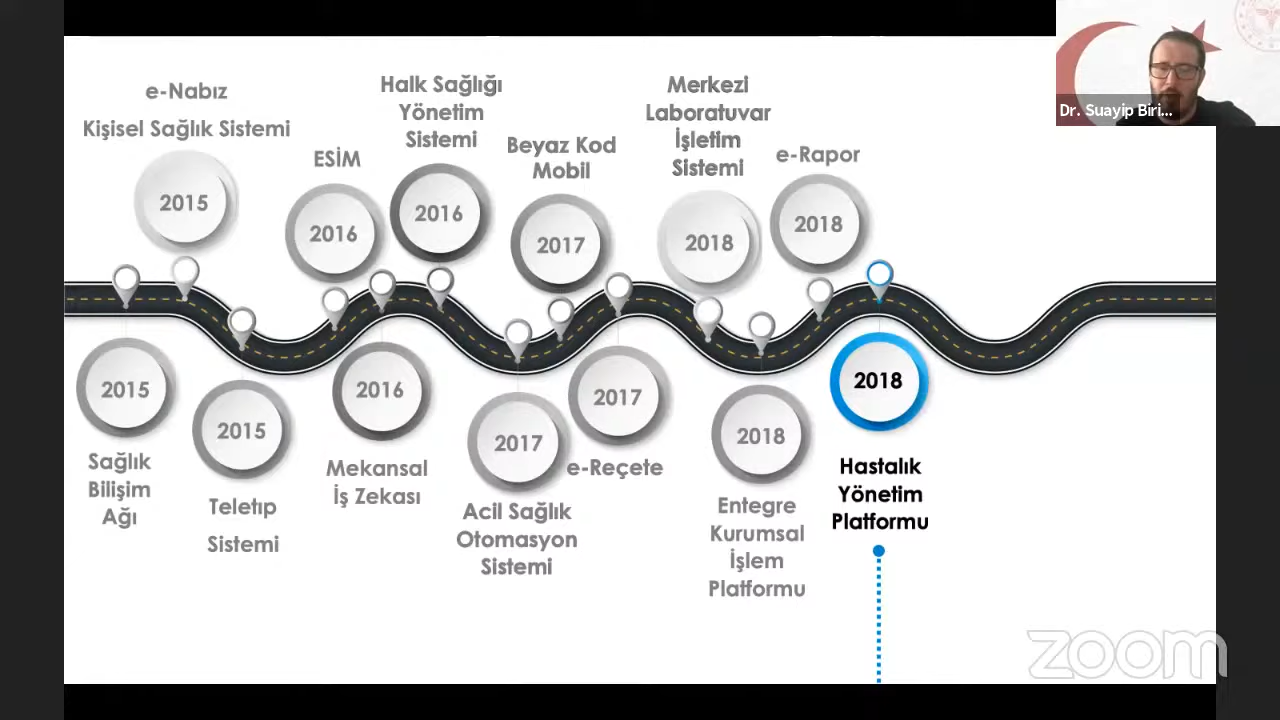 e-Nabız
Kişisel Sağlık Sistemi
2015
ESİM
2016
Halk Sağlığı
Yönetim
Sistemi
2016
Beyaz Kod
Mobil
2017
Merkezi
Laboratuvar
İşletim
Sistemi
2018
e-Rapor
2018
2015
Sağlık
Bilişim
Ağı
2015
Teletıp
Sistemi
2016
Mekansal
İş Zekası
2017
Acil Sağlık
Otomasyon
Sistemi
2017
e-Reçete
2018
Entegre
Kurumsal
İşlem
Platformu
2018
Hastalık
Yönetim
Platformu
Dr. Suayip Biri...
zoom